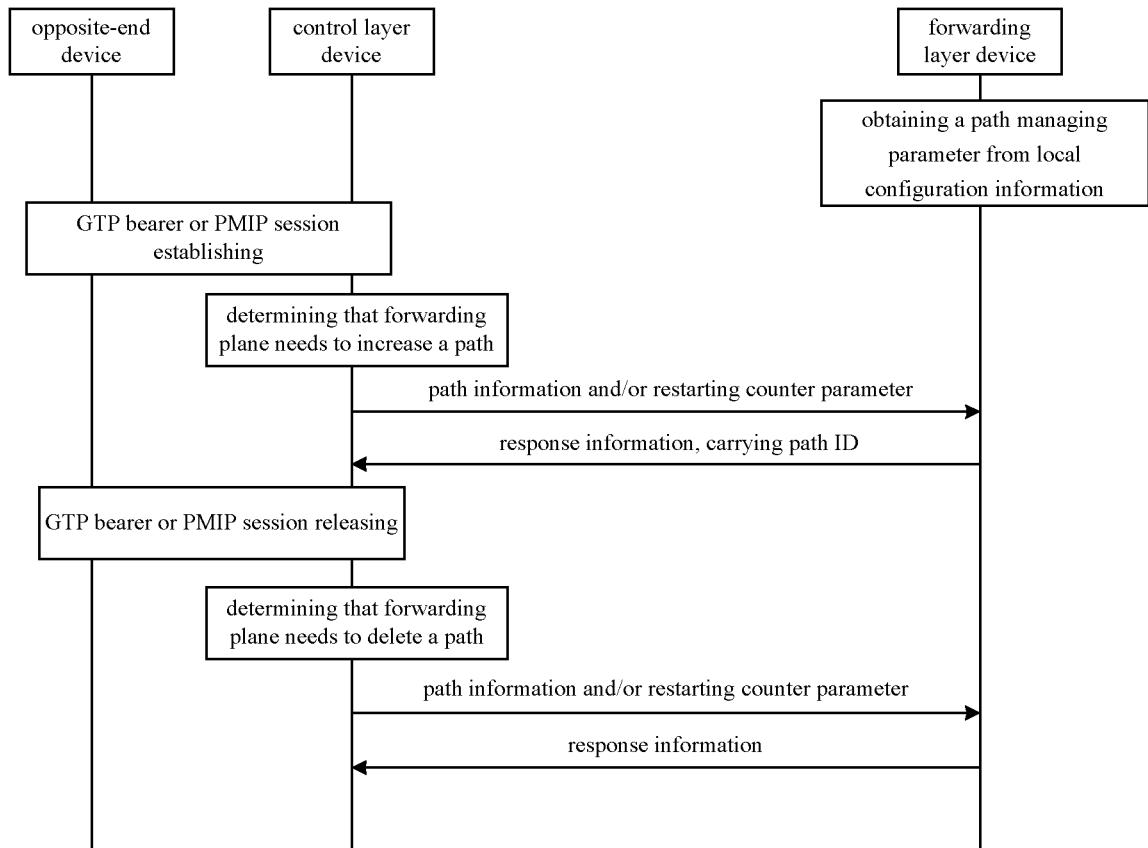 opposite-end
device
control layer
device
forwarding
layer device
obtaining a path managing
parameter from local
configuration information
GTP bearer or PMIP session
establishing
determining that forwarding
plane needs to increase a path
path information and/or restarting counter parameter
response information, carrying path ID
GTP bearer or PMIP session releasing
determining that forwarding
plane needs to delete a path
path information and/or restarting counter parameter
response information